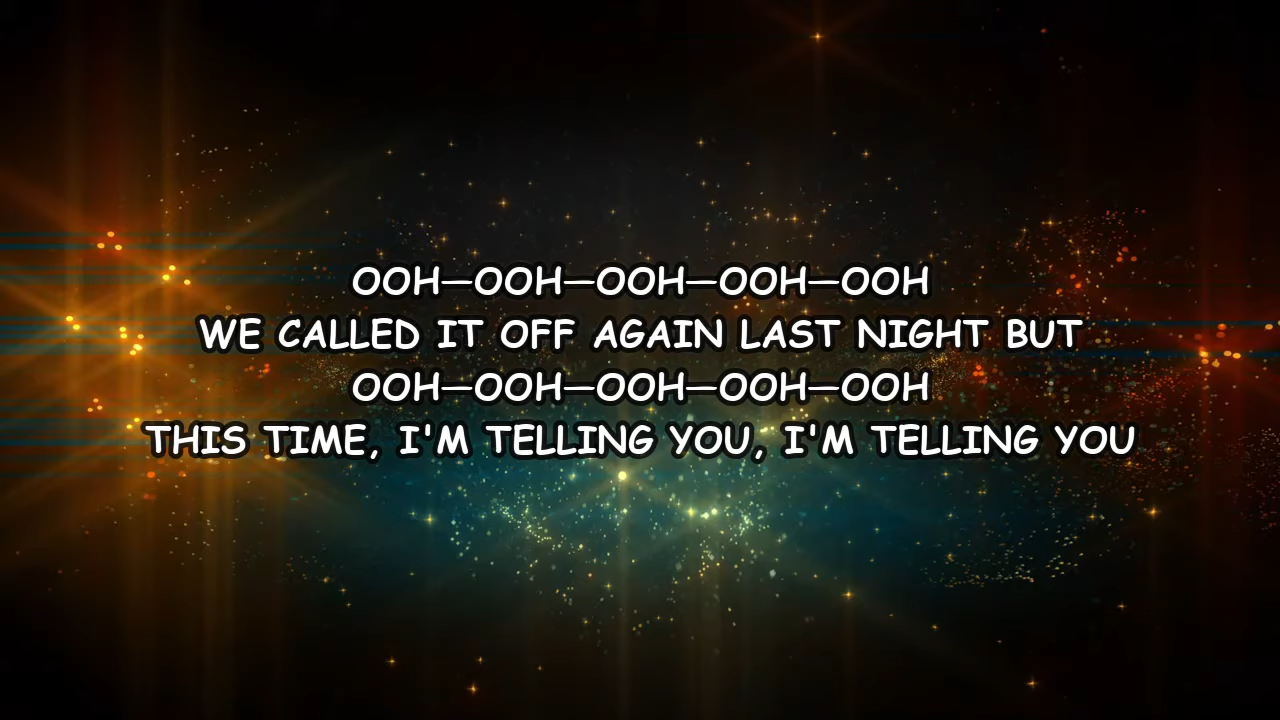 OOH—OOH—OOH—OOH—OOH
WE CALLED IT OFF AGAIN LAST NIGHT BUT
OOH—OOH—OOH—OOH—OOH
THIS TIME, I'M TELLING YOU, I'M TELLING YOU